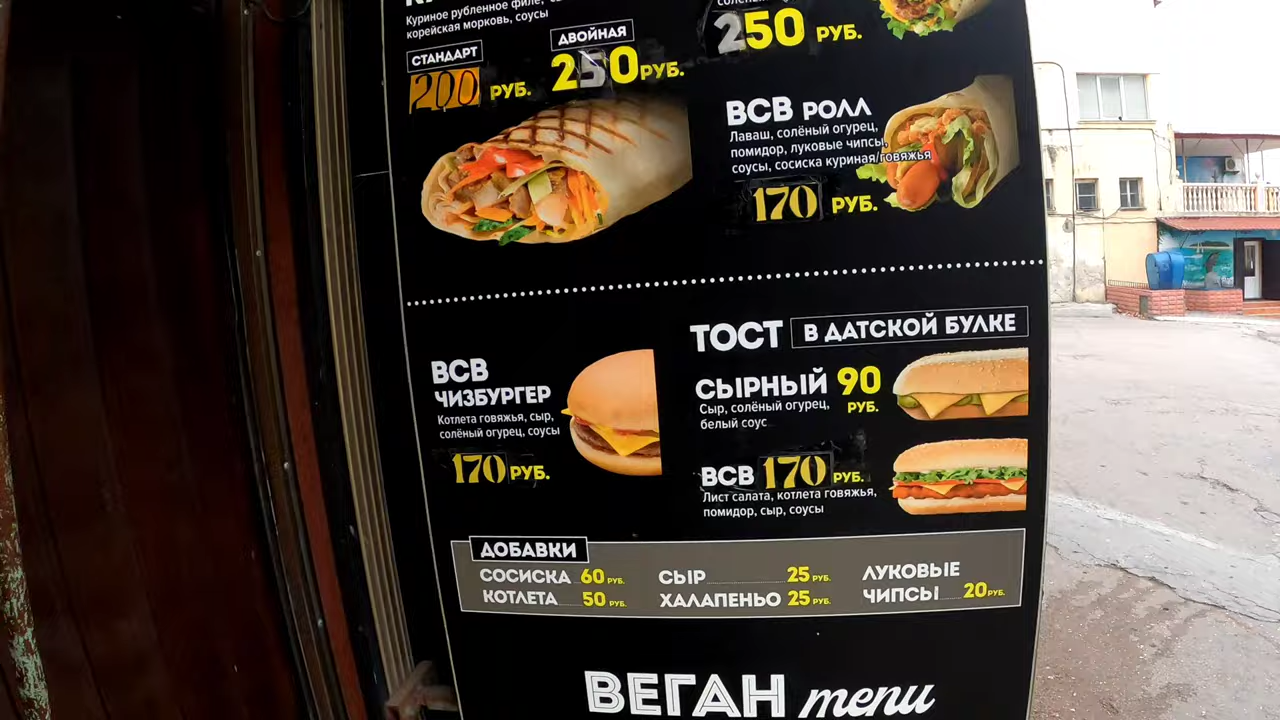 Куриное рубленное филе,
корейская морковь, соусы
СТАНДАРТ
200 РУБ.
ДВОЙНАЯ
250 РУБ.
250 РУБ.
ВСВ РОЛЛ
Лаваш, солёный огурец,
помидор, луковые чипсы,
соусы, сосиска куриная/говяжья
170 РУБ.
ВСВ
ЧИЗБУРГЕР
Котлета говяжья, сыр,
солёный огурец, соусы
170 РУБ.
ТОСТ В ДАТСКОЙ БУЛКЕ
СЫРНЫЙ 90 РУБ.
Сыр, солёный огурец,
белый соус
ВСВ 170 РУБ.
Лист салата, котлета говяжья,
помидор, сыр, соусы
ДОБАВКИ
СОСИСКА 60 РУБ.
КОТЛЕТА 50 РУБ.
СЫР 25 РУБ.
ХАЛАПЕНЬО 25 РУБ.
ЛУКОВЫЕ
ЧИПСЫ 20 РУБ.
ВЕГАН menu